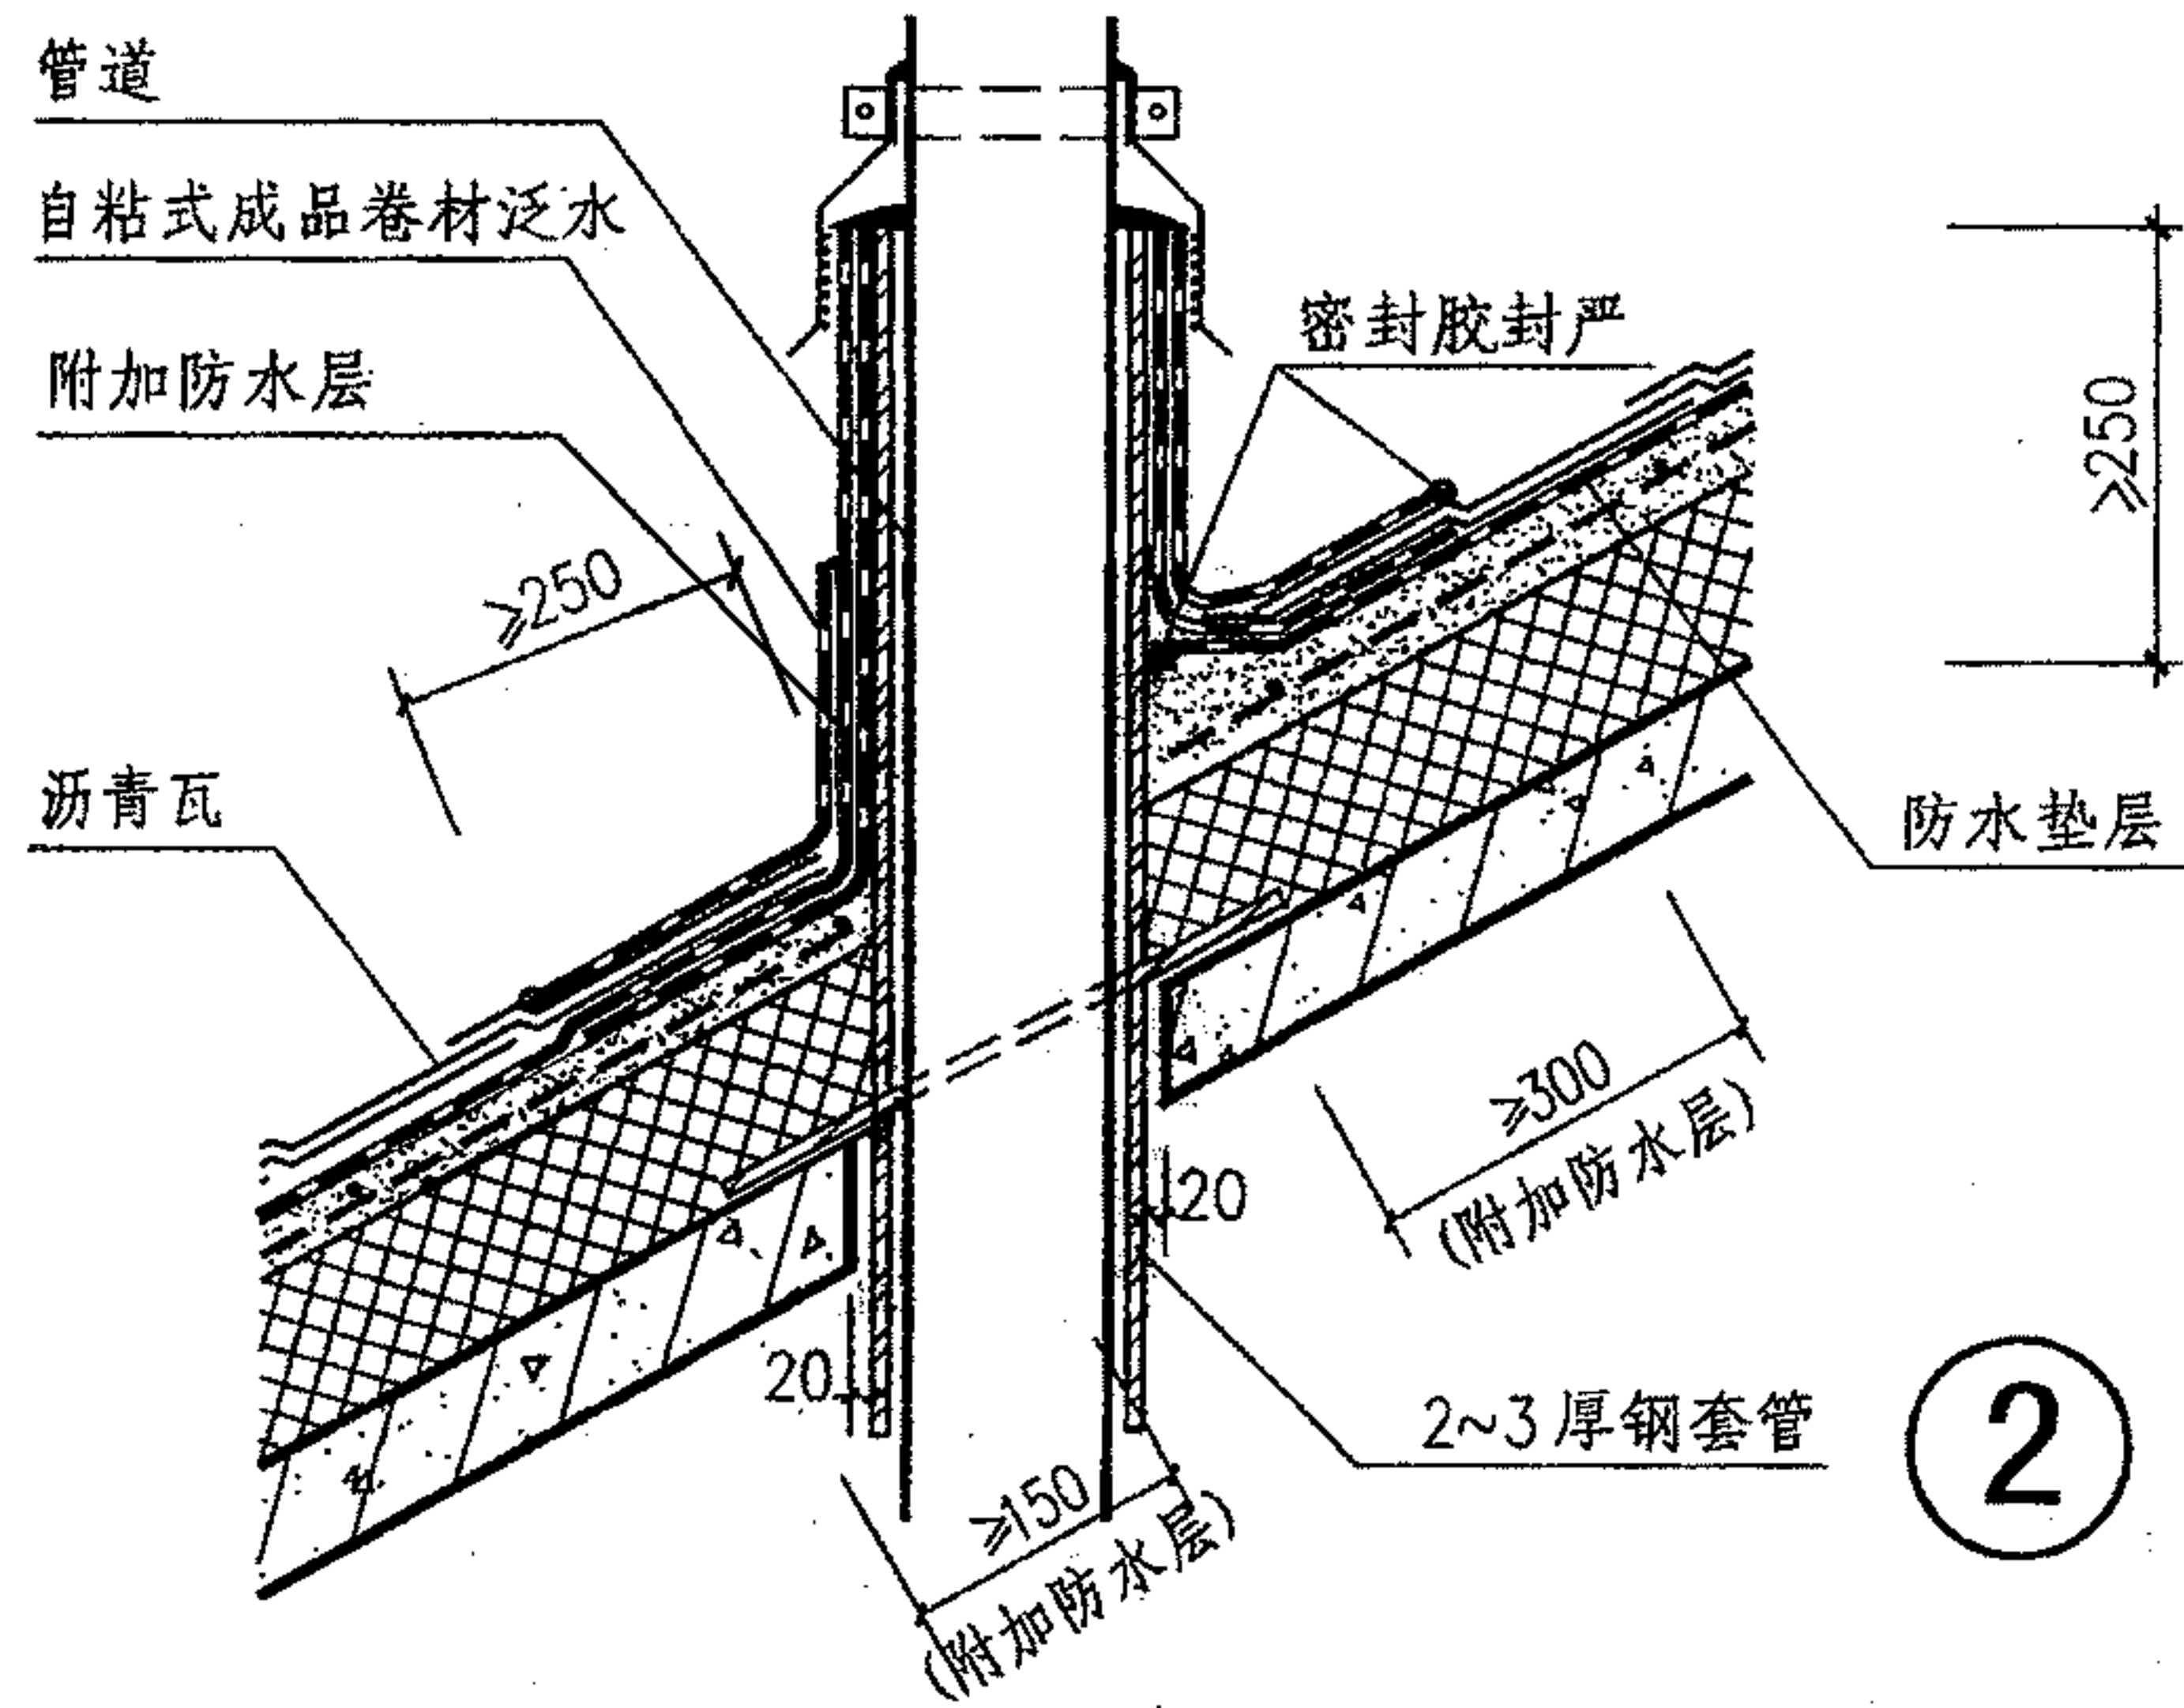 管道
自粘式成品卷材泛水
附加防水层
密封胶封严
≥250
≥250
沥青瓦
防水垫层
≥300
(附加防水层)
20
20
2~3厚钢套管
≥150
(附加防水层)
2